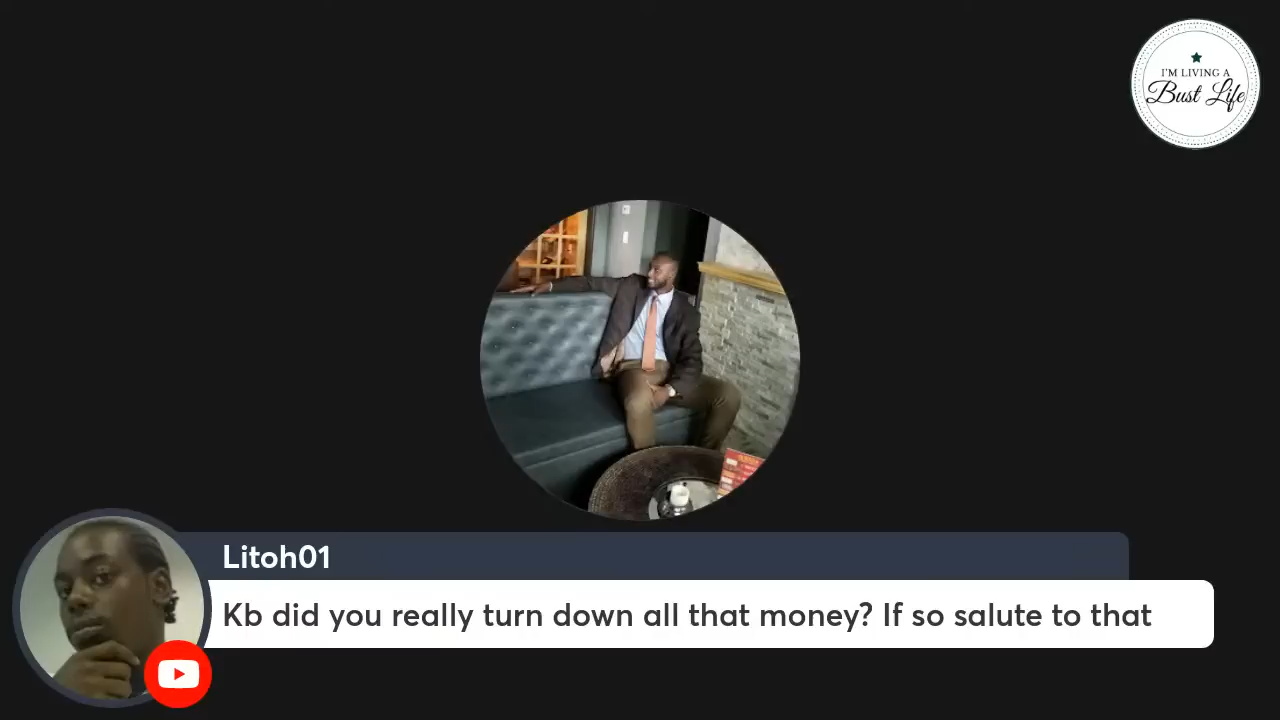 I'M LIVING A
Bust Life
Litoh01
Kb did you really turn down all that money? If so salute to that